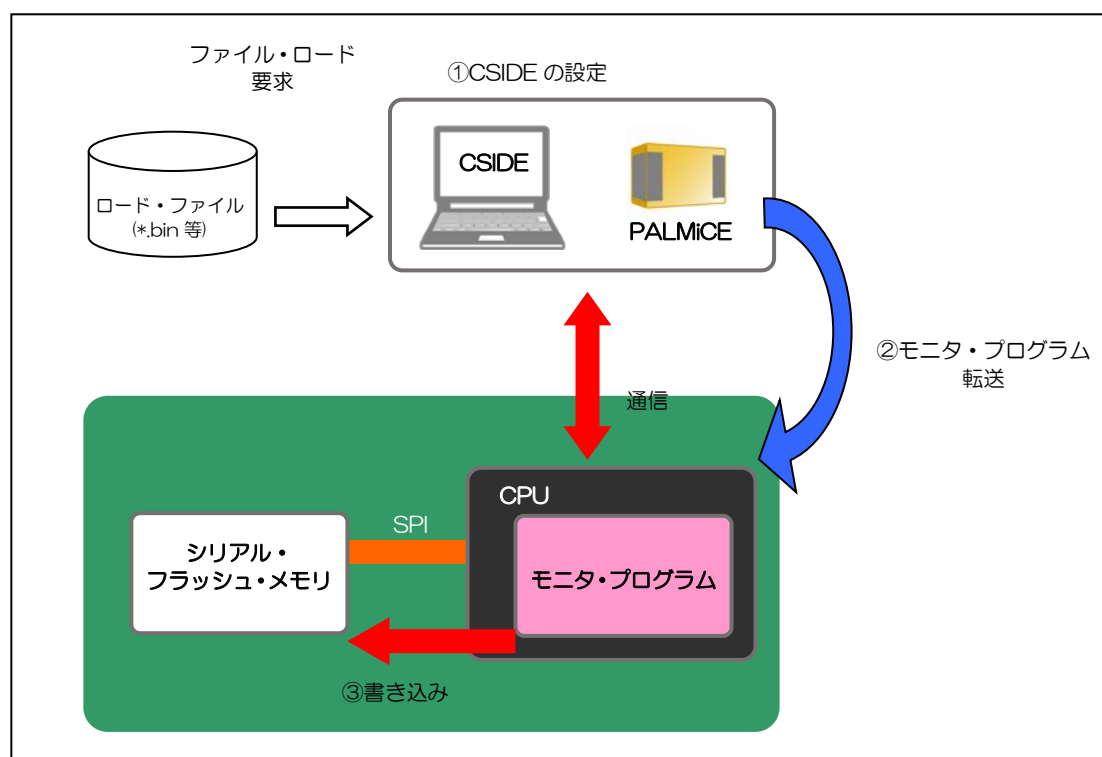 ファイル・ロード
要求
①CSIDE の設定
CSIDE
ロード・ファイル
(*.bin 等)
PALMiCE
②モニタ・プログラム
転送
通信
CPU
SPI
シリアル・
フラッシュ・メモリ
モニタ・プログラム
③書き込み